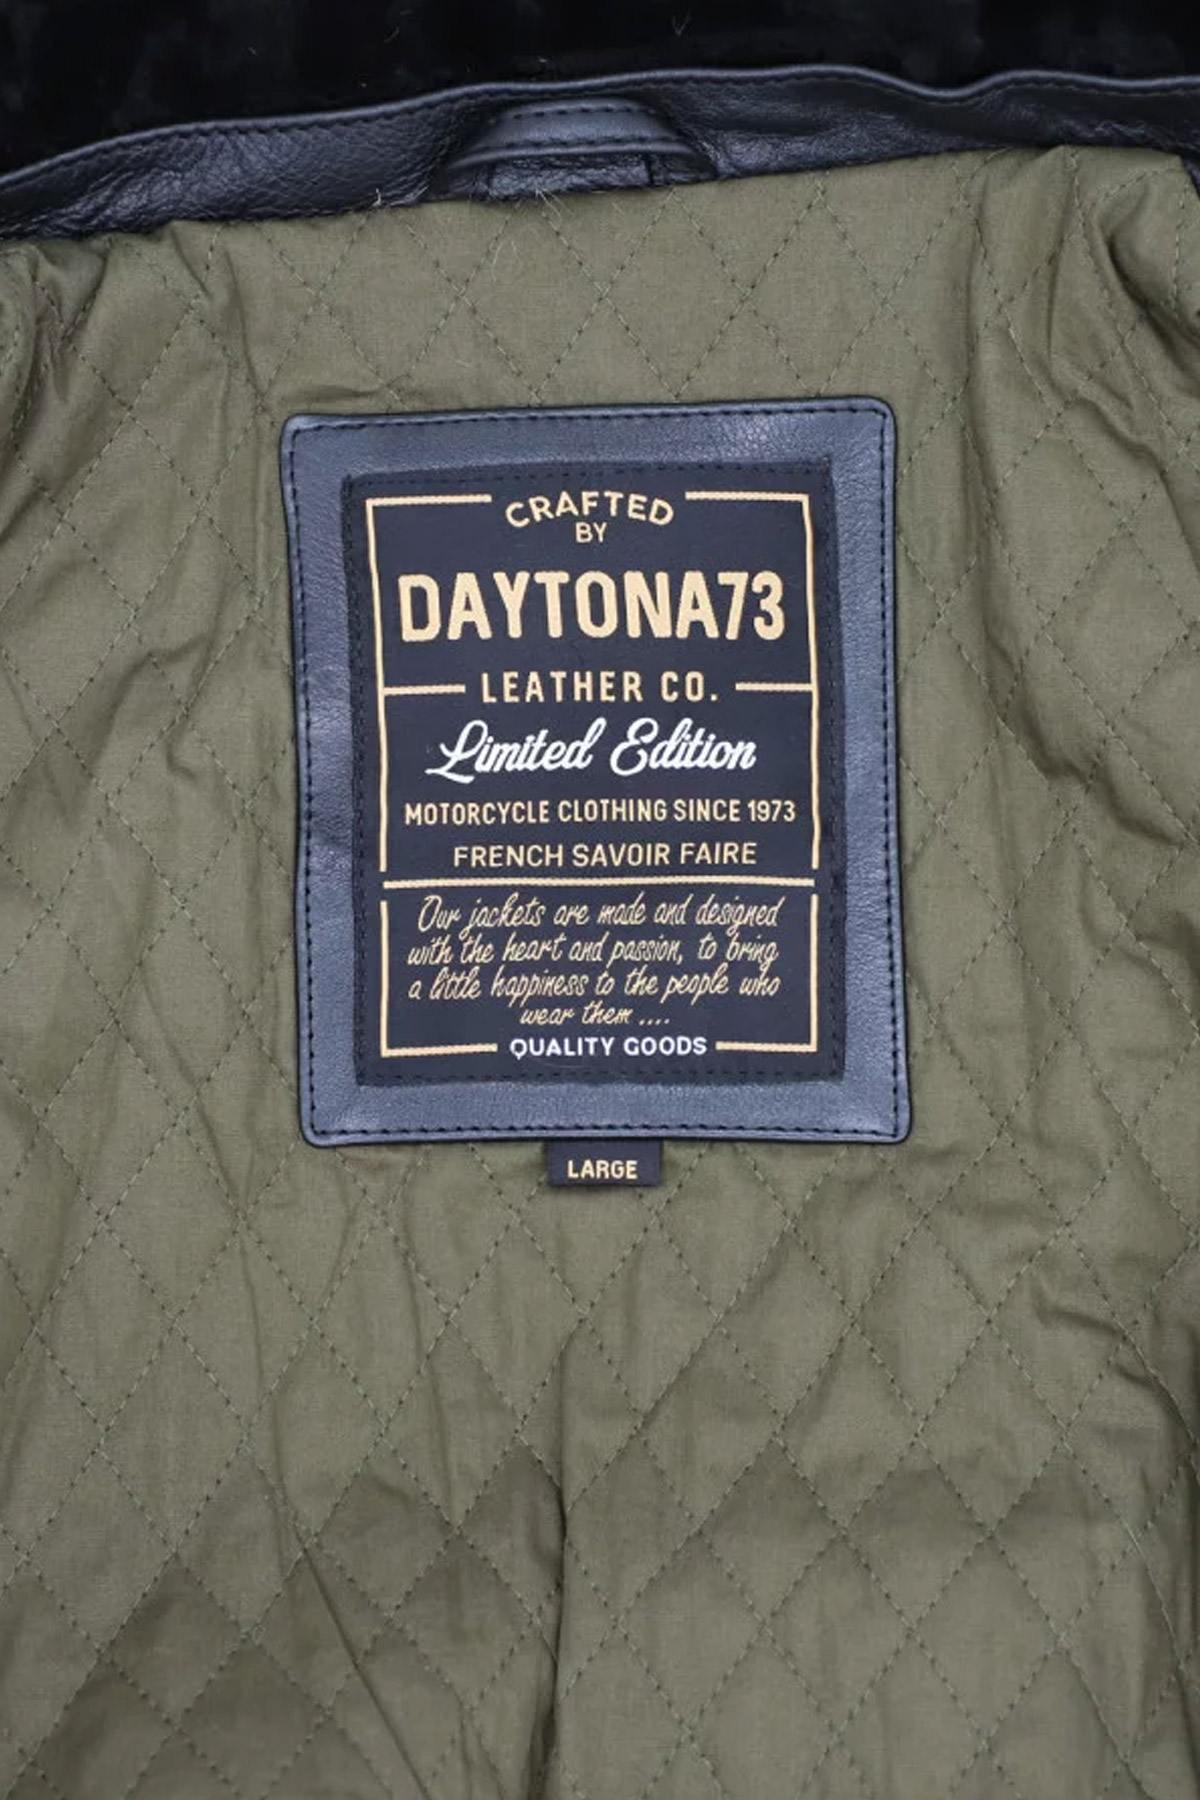 CRAFTED
BY
DAYTONA73
LEATHER CO.
Limited Edition
MOTORCYCLE CLOTHING SINCE 1973
FRENCH SAVOIR FAIRE
Our jackets are made and designed
with the heart and passion, to bring
a little happiness to the people who
wear them ....
QUALITY GOODS
LARGE